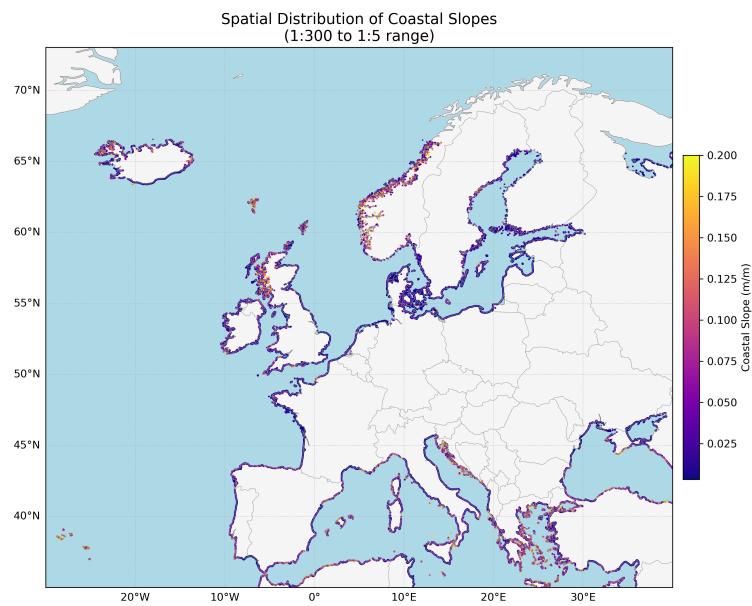 Spatial Distribution of Coastal Slopes
(1:300 to 1:5 range)
70°N
65°N
60°N
55°N
50°N
45°N
40°N
20°W
10°W
0°
10°E
20°E
30°E
0.200
0.175
0.150
0.125
0.100
0.075
0.050
0.025
Coastal Slope (m/m)